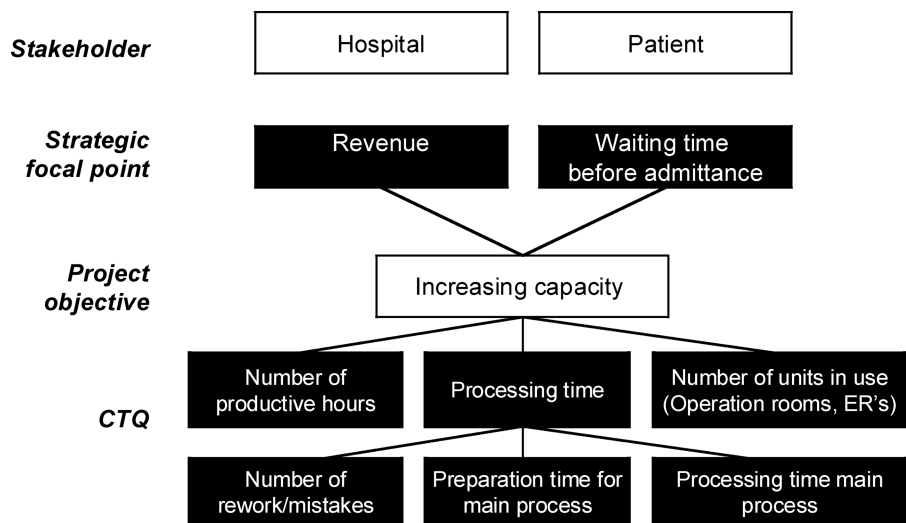 Stakeholder
Hospital
Patient
Strategic
focal point
Revenue
Waiting time
before admittance
Project
objective
Increasing capacity
CTQ
Number of
productive hours
Processing time
Number of units in use
(Operation rooms, ER's)
Number of
rework/mistakes
Preparation time for
main process
Processing time main
process